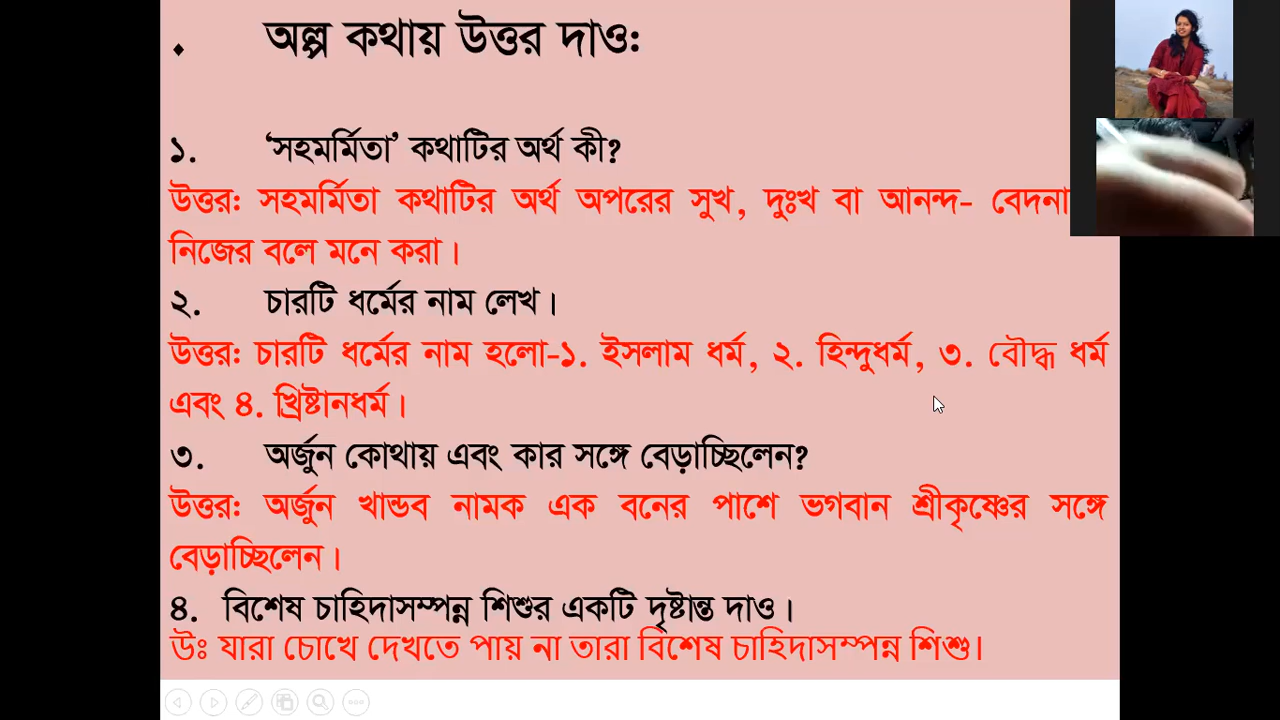 • অল্প কথায় উত্তর দাও:
১. ‘সহমর্মিতা’ কথাটির অর্থ কী?
উত্তর: সহমর্মিতা কথাটির অর্থ অপরের সুখ, দুঃখ বা আনন্দ- বেদনা
নিজের বলে মনে করা।
২. চারটি ধর্মের নাম লেখ।
উত্তর: চারটি ধর্মের নাম হলো-১. ইসলাম ধর্ম, ২. হিন্দুধর্ম, ৩. বৌদ্ধ ধর্ম
এবং ৪. খ্রিষ্টানধর্ম।
৩. অর্জুন কোথায় এবং কার সঙ্গে বেড়াচ্ছিলেন?
উত্তর: অর্জুন খান্ডব নামক এক বনের পাশে ভগবান শ্রীকৃষ্ণের সঙ্গে
বেড়াচ্ছিলেন।
৪. বিশেষ চাহিদাসম্পন্ন শিশুর একটি দৃষ্টান্ত দাও।
উঃ যারা চোখে দেখতে পায় না তারা বিশেষ চাহিদাসম্পন্ন শিশু।